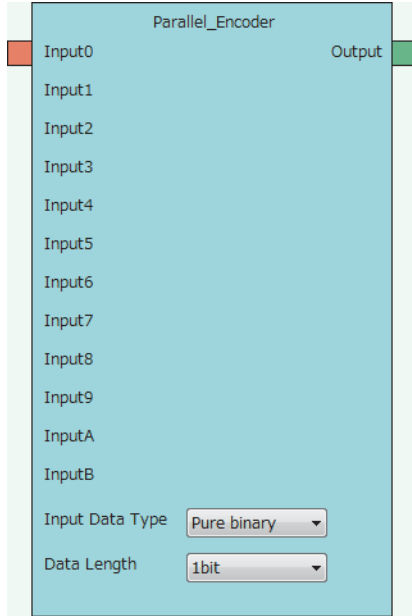 Parallel_Encoder
Input0 Output
Input1
Input2
Input3
Input4
Input5
Input6
Input7
Input8
Input9
InputA
InputB
Input Data Type Pure binary
Data Length 1bit